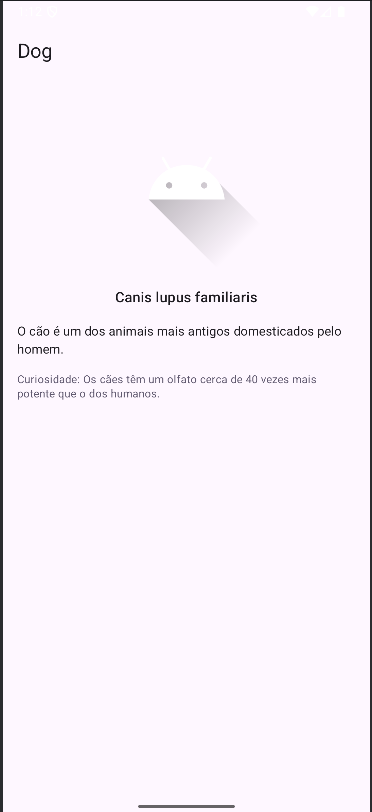 Dog
Canis lupus familiaris
O cão é um dos animais mais antigos domesticados pelo
homem.
Curiosidade: Os cães têm um olfato cerca de 40 vezes mais
potente que o dos humanos.